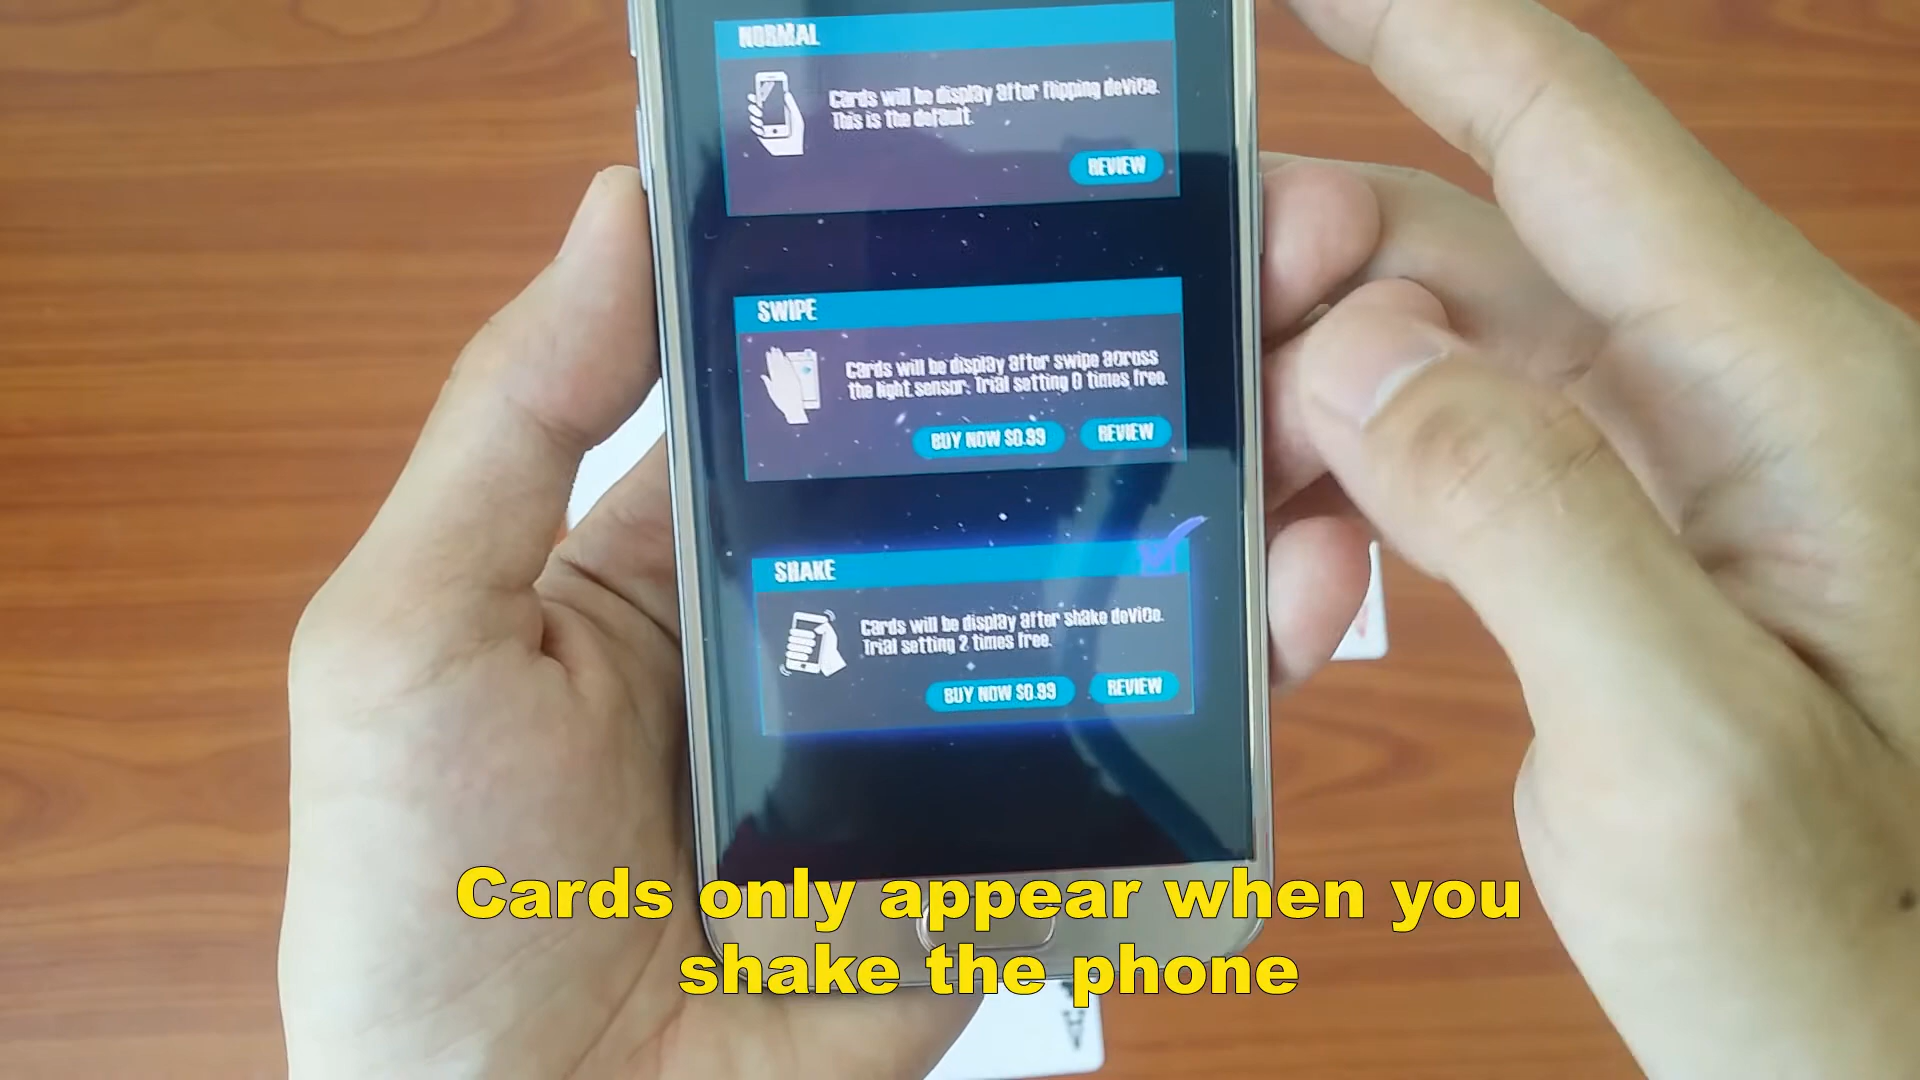 NORMAL
Cards will be display after flipping device.
This is the default.
REVIEW
SWIPE
Cards will be display after swipe across
the light sensor. Trial setting 0 times free.
BUY NOW $0.99
REVIEW
SHAKE
Cards will be display after shake device.
Trial setting 2 times free.
BUY NOW $0.99
REVIEW
Cards only appear when you
shake the phone
A